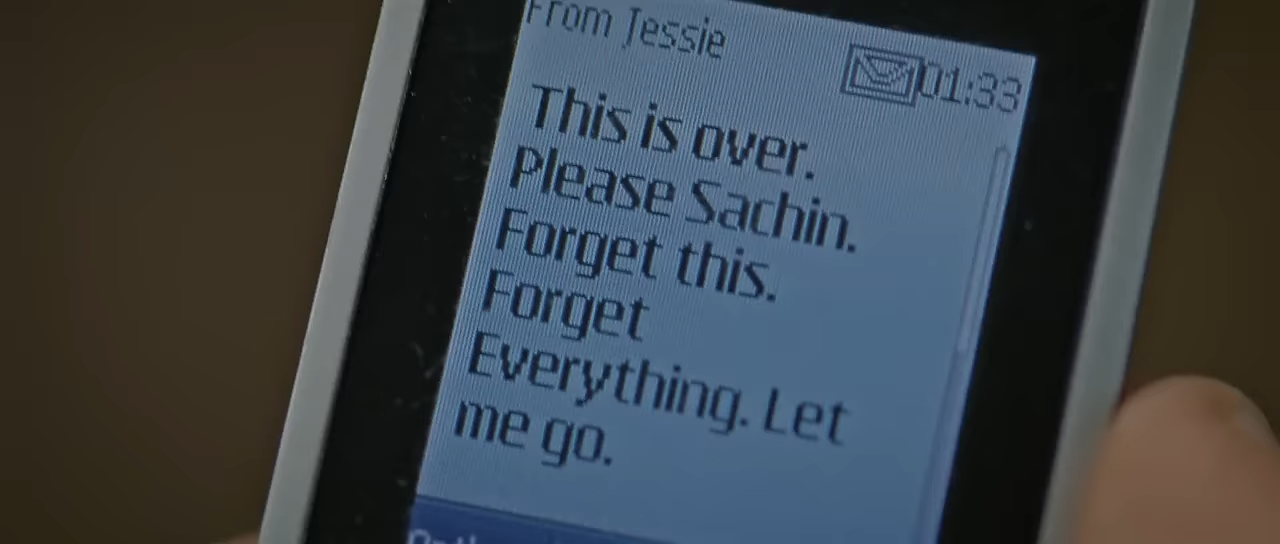 From Jessie
01:33
This is over.
Please Sachin.
Forget this.
Forget
Everything. Let
me go.